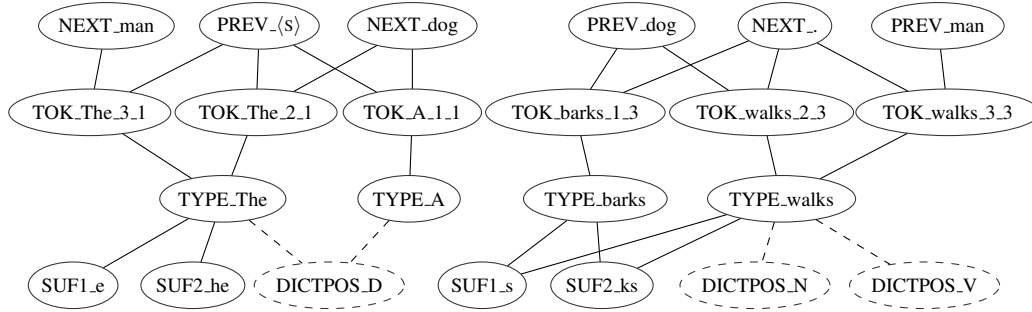 NEXT_man PREV_⟨s⟩ NEXT_dog PREV_dog NEXT_. PREV_man
TOK_The_3_1 TOK_The_2_1 TOK_A_1_1 TOK_barks_1_3 TOK_walks_2_3 TOK_walks_3_3
TYPE_The TYPE_A TYPE_barks TYPE_walks
SUF1_e SUF2_he DICTPOS_D SUF1_s SUF2_ks DICTPOS_N DICTPOS_V